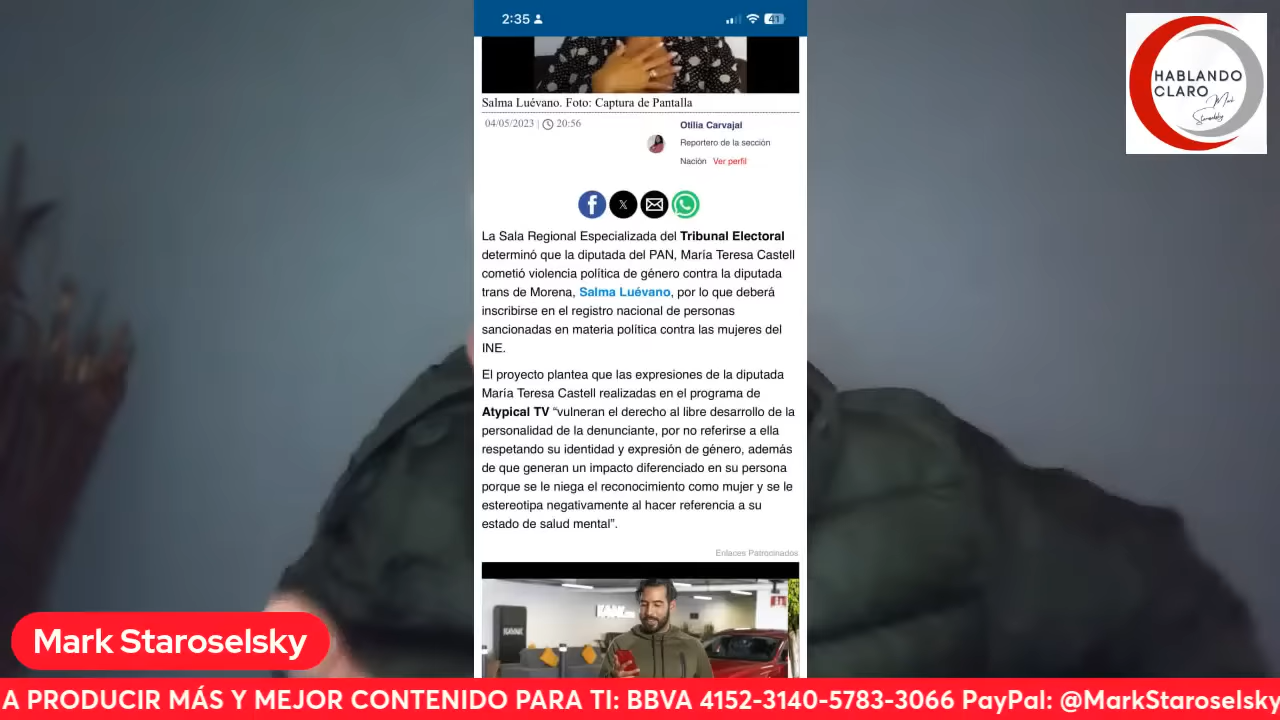 2:35
41
HABLANDO
CLARO
Mark
Staroselsky
Salma Luévano. Foto: Captura de Pantalla
04/05/2023 | 20:56
Otilia Carvajal
Reportero de la sección
Nación Ver perfil
La Sala Regional Especializada del Tribunal Electoral
determinó que la diputada del PAN, María Teresa Castell
cometió violencia política de género contra la diputada
trans de Morena, Salma Luévano, por lo que deberá
inscribirse en el registro nacional de personas
sancionadas en materia política contra las mujeres del
INE.
El proyecto plantea que las expresiones de la diputada
María Teresa Castell realizadas en el programa de
Atypical TV “vulneran el derecho al libre desarrollo de la
personalidad de la denunciante, por no referirse a ella
respetando su identidad y expresión de género, además
de que generan un impacto diferenciado en su persona
porque se le niega el reconocimiento como mujer y se le
estereotipa negativamente al hacer referencia a su
estado de salud mental”.
Enlaces Patrocinados
KAVAK
Mark Staroselsky
A PRODUCIR MÁS Y MEJOR CONTENIDO PARA TI: BBVA 4152-3140-5783-3066 PayPal: @MarkStaroselsky